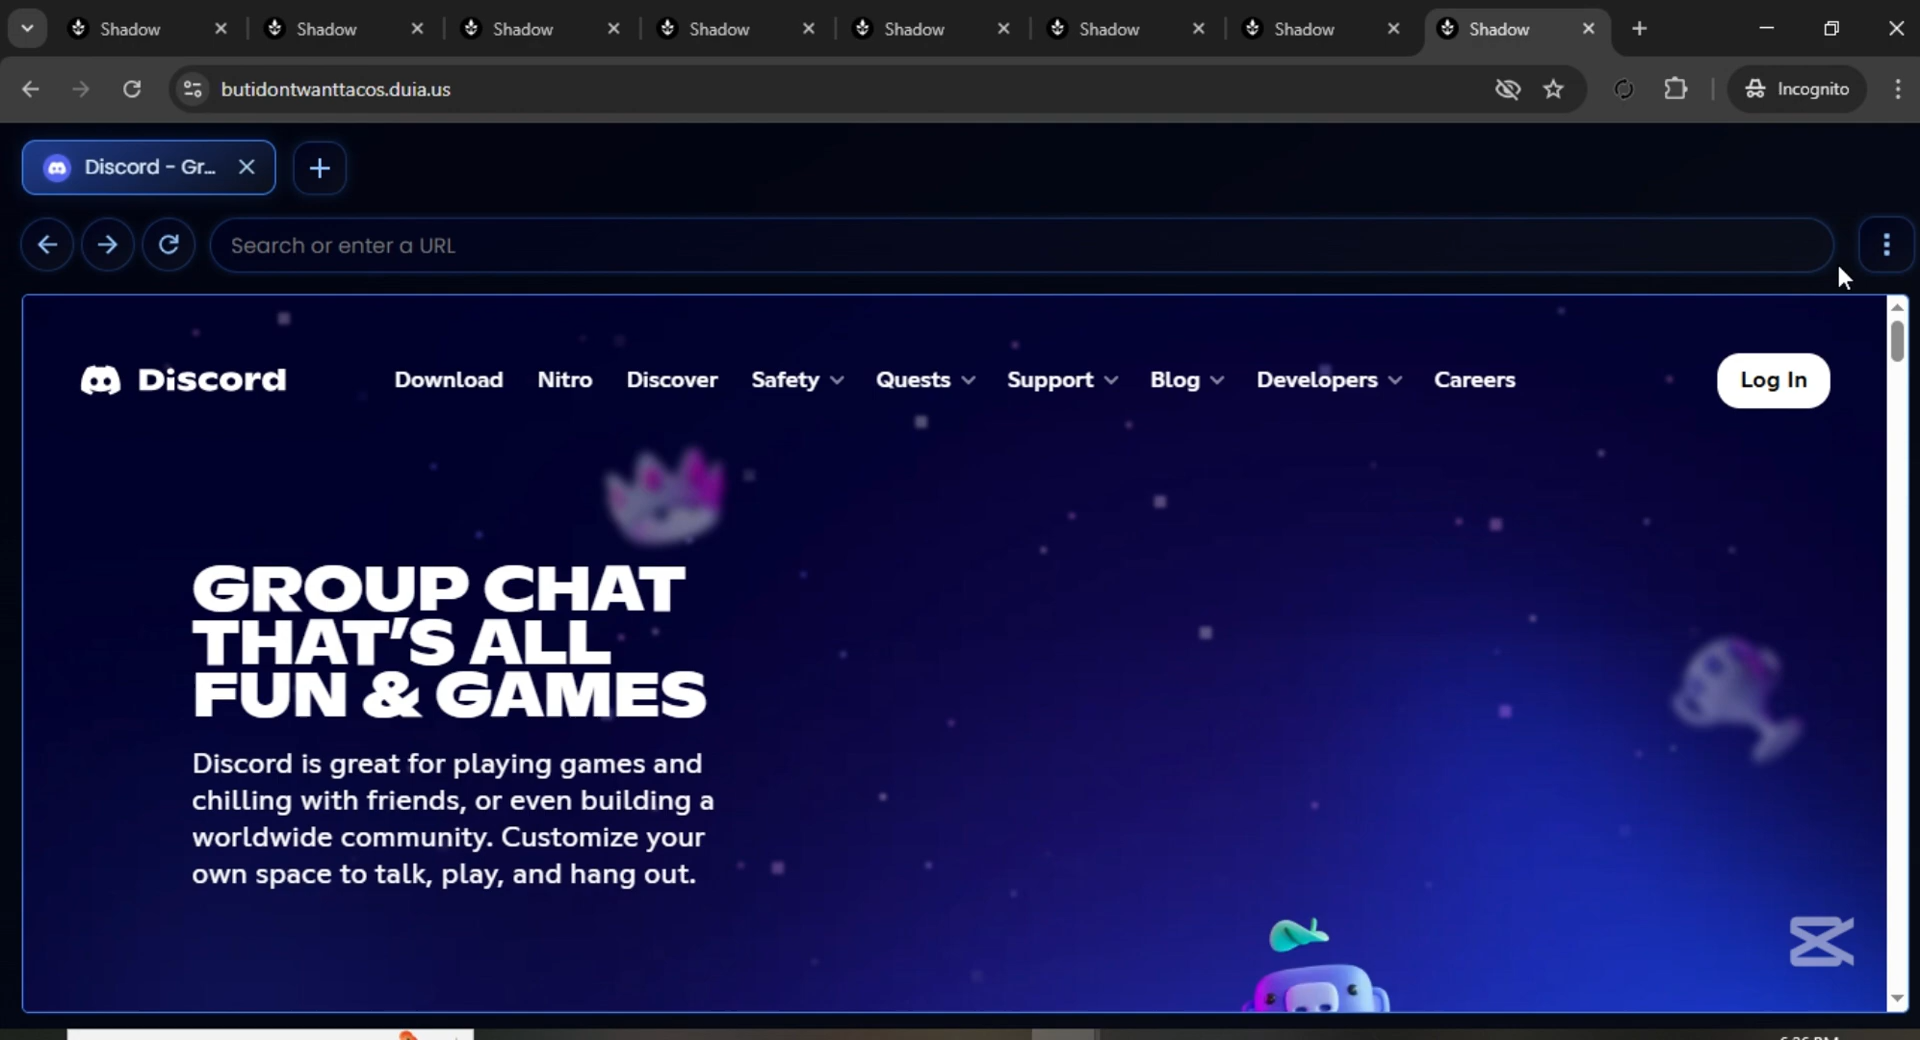 Shadow Shadow Shadow Shadow Shadow Shadow Shadow Shadow
butidontwanttacos.duia.us Incognito
Discord - Gr...
Search or enter a URL
Discord Download Nitro Discover Safety Quests Support Blog Developers Careers Log In
GROUP CHAT
THAT'S ALL
FUN & GAMES
Discord is great for playing games and
chilling with friends, or even building a
worldwide community. Customize your
own space to talk, play, and hang out.